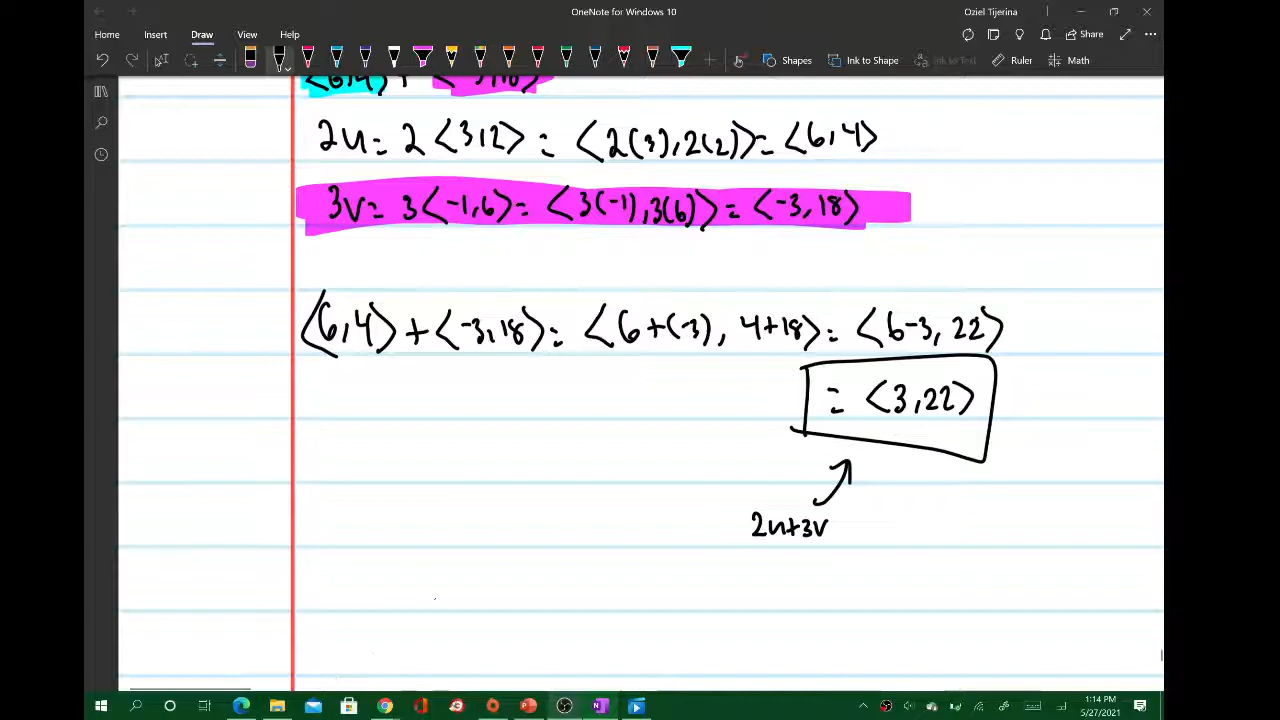 OneNote for Windows 10
Oziel Tijerina
Home Insert Draw View Help
Share
Shapes Ink to Shape Ink to Text Ruler Math
2u = 2 <3,2> = <2(3), 2(2)> = <6,4>
3v = 3 <-1,6> = <3(-1), 3(6)> = <-3, 18>
<6,4> + <-3,18> = <6+(-3), 4+18> = <6-3, 22>
= <3,22>
2u+3v
1:14 PM
5/27/2021